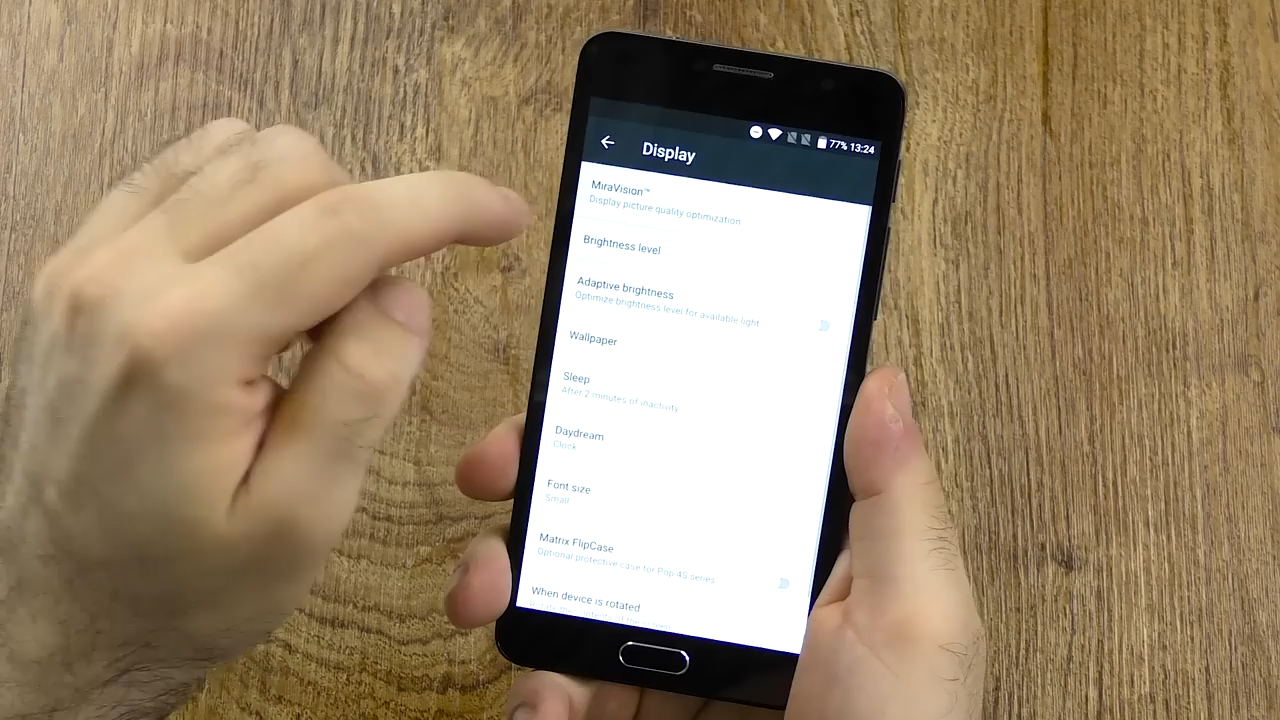 77% 13:24
Display
MiraVision™
Display picture quality optimization
Brightness level
Adaptive brightness
Optimize brightness level for available light
Wallpaper
Sleep
After 2 minutes of inactivity
Daydream
Clock
Font size
Small
Matrix FlipCase
Optional protective case for Pop 4S series
When device is rotated